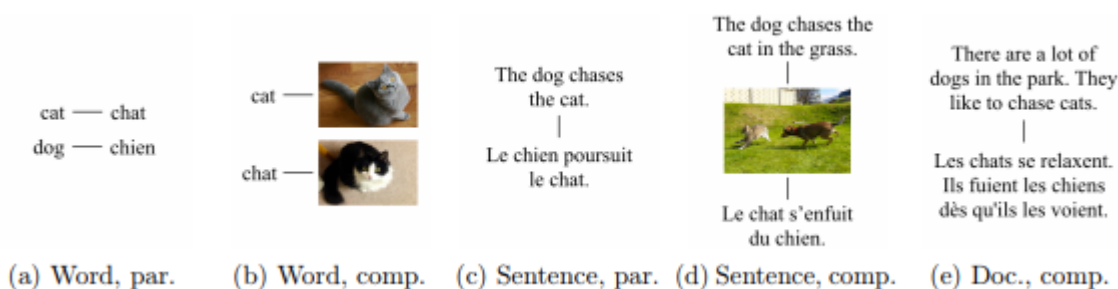 cat — chat
dog — chien
(a) Word, par.
cat —
chat —
(b) Word, comp.
The dog chases
the cat.
Le chien poursuit
le chat.
(c) Sentence, par.
The dog chases the
cat in the grass.
Le chat s'enfuit
du chien.
(d) Sentence, comp.
There are a lot of
dogs in the park. They
like to chase cats.
Les chats se relaxent.
Ils fuient les chiens
dès qu'ils les voient.
(e) Doc., comp.